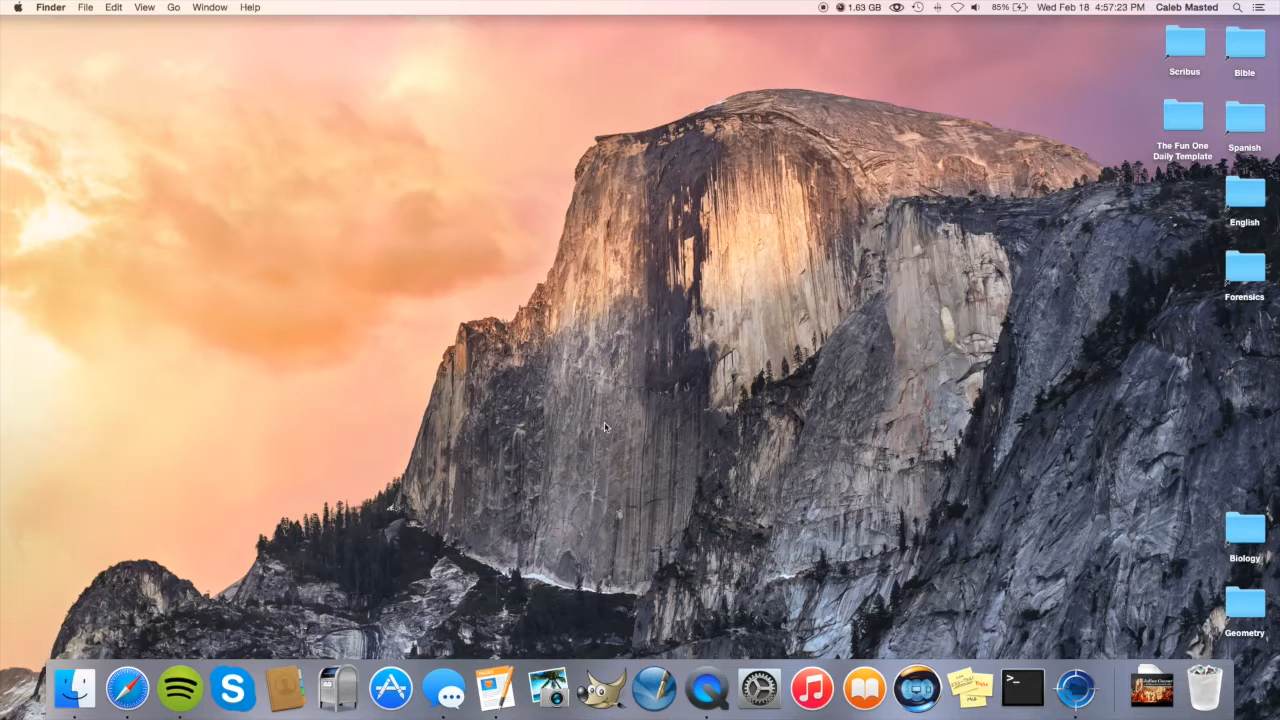 Finder File Edit View Go Window Help 1.63 GB 85% Wed Feb 18 4:57:23 PM Caleb Masted
Scribus Bible
The Fun One
Daily Template Spanish
English
Forensics
Biology
Geometry